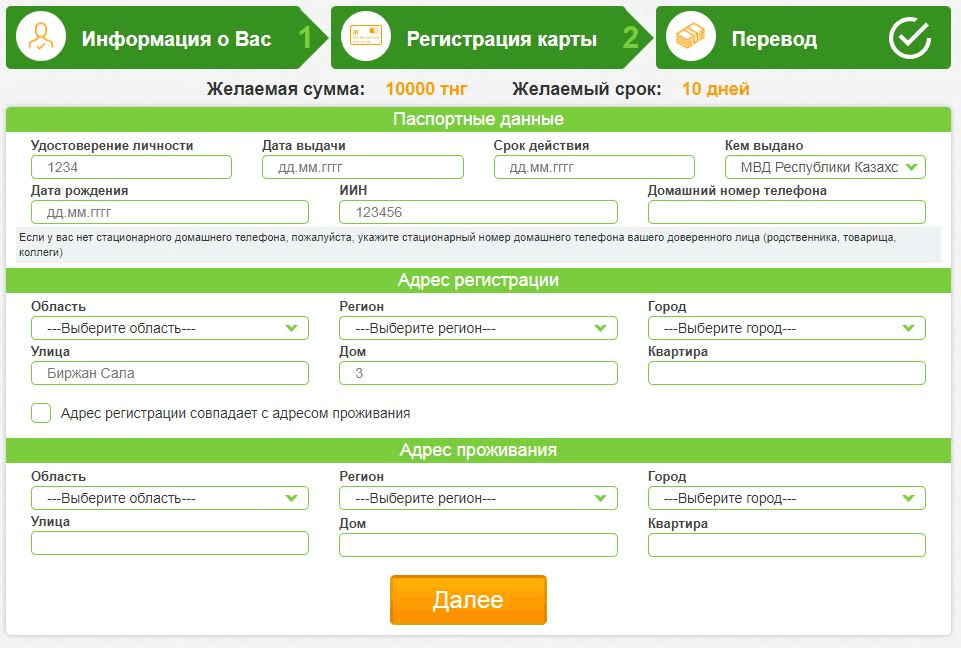 Информация о Вас 1 Регистрация карты 2 Перевод
Желаемая сумма: 10000 тнг Желаемый срок: 10 дней
Паспортные данные
Удостоверение личности Дата выдачи Срок действия Кем выдано
1234 дд.мм.гггг дд.мм.гггг МВД Республики Казахс
Дата рождения ИИН Домашний номер телефона
дд.мм.гггг 123456
Если у вас нет стационарного домашнего телефона, пожалуйста, укажите стационарный номер домашнего телефона вашего доверенного лица (родственника, товарища,
коллеги)
Адрес регистрации
Область Регион Город
---Выберите область--- ---Выберите регион--- ---Выберите город---
Улица Дом Квартира
Биржан Сала 3
Адрес регистрации совпадает с адресом проживания
Адрес проживания
Область Регион Город
---Выберите область--- ---Выберите регион--- ---Выберите город---
Улица Дом Квартира
Далее